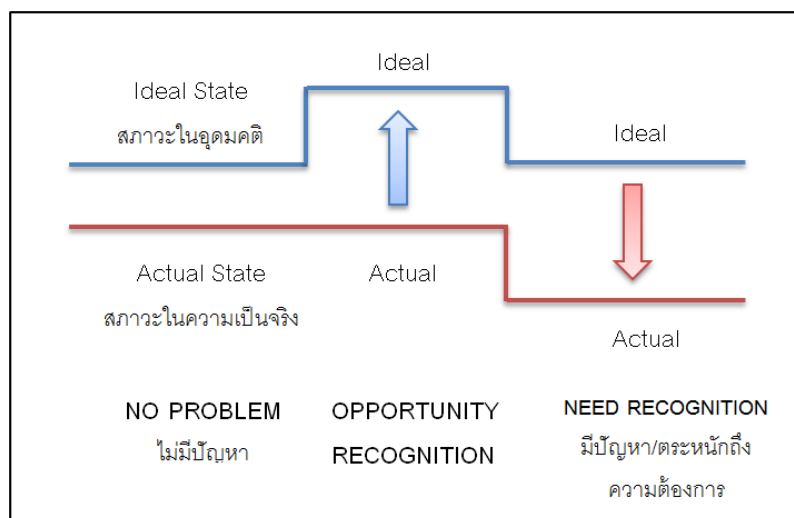 Ideal
Ideal State
สภาวะในอุดมคติ
Ideal
Actual State
Actual
สภาวะในความเป็นจริง
Actual
NO PROBLEM
ไม่มีปัญหา
OPPORTUNITY
RECOGNITION
NEED RECOGNITION
มีปัญหา/ตระหนักถึง
ความต้องการ